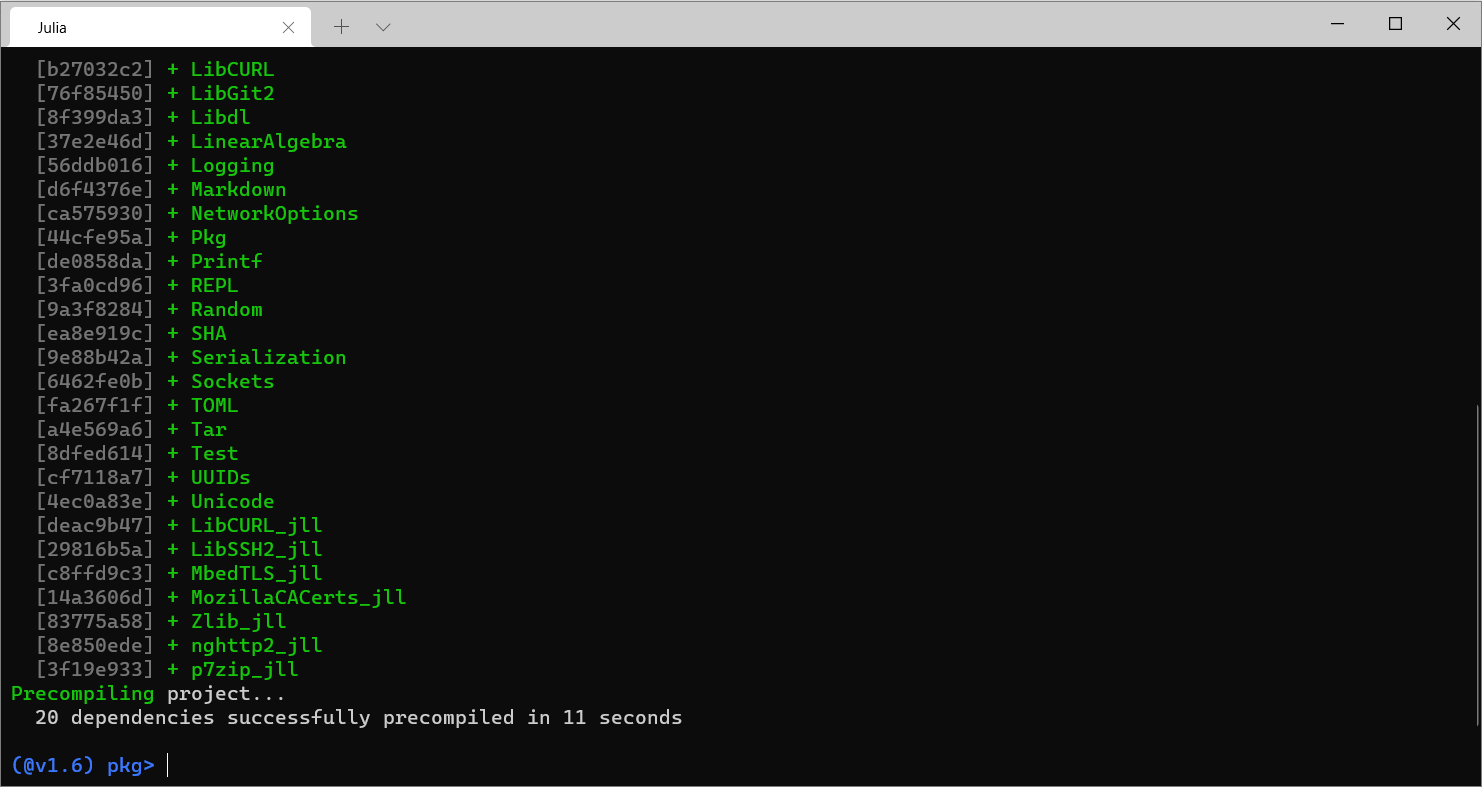 Julia
[b27032c2] + LibCURL
[76f85450] + LibGit2
[8f399da3] + Libdl
[37e2e46d] + LinearAlgebra
[56ddb016] + Logging
[d6f4376e] + Markdown
[ca575930] + NetworkOptions
[44cfe95a] + Pkg
[de0858da] + Printf
[3fa0cd96] + REPL
[9a3f8284] + Random
[ea8e919c] + SHA
[9e88b42a] + Serialization
[6462fe0b] + Sockets
[fa267f1f] + TOML
[a4e569a6] + Tar
[8dfed614] + Test
[cf7118a7] + UUIDs
[4ec0a83e] + Unicode
[deac9b47] + LibCURL_jll
[29816b5a] + LibSSH2_jll
[c8ffd9c3] + MbedTLS_jll
[14a3606d] + MozillaCACerts_jll
[83775a58] + Zlib_jll
[8e850ede] + nghttp2_jll
[3f19e933] + p7zip_jll
Precompiling project...
20 dependencies successfully precompiled in 11 seconds
(@v1.6) pkg>